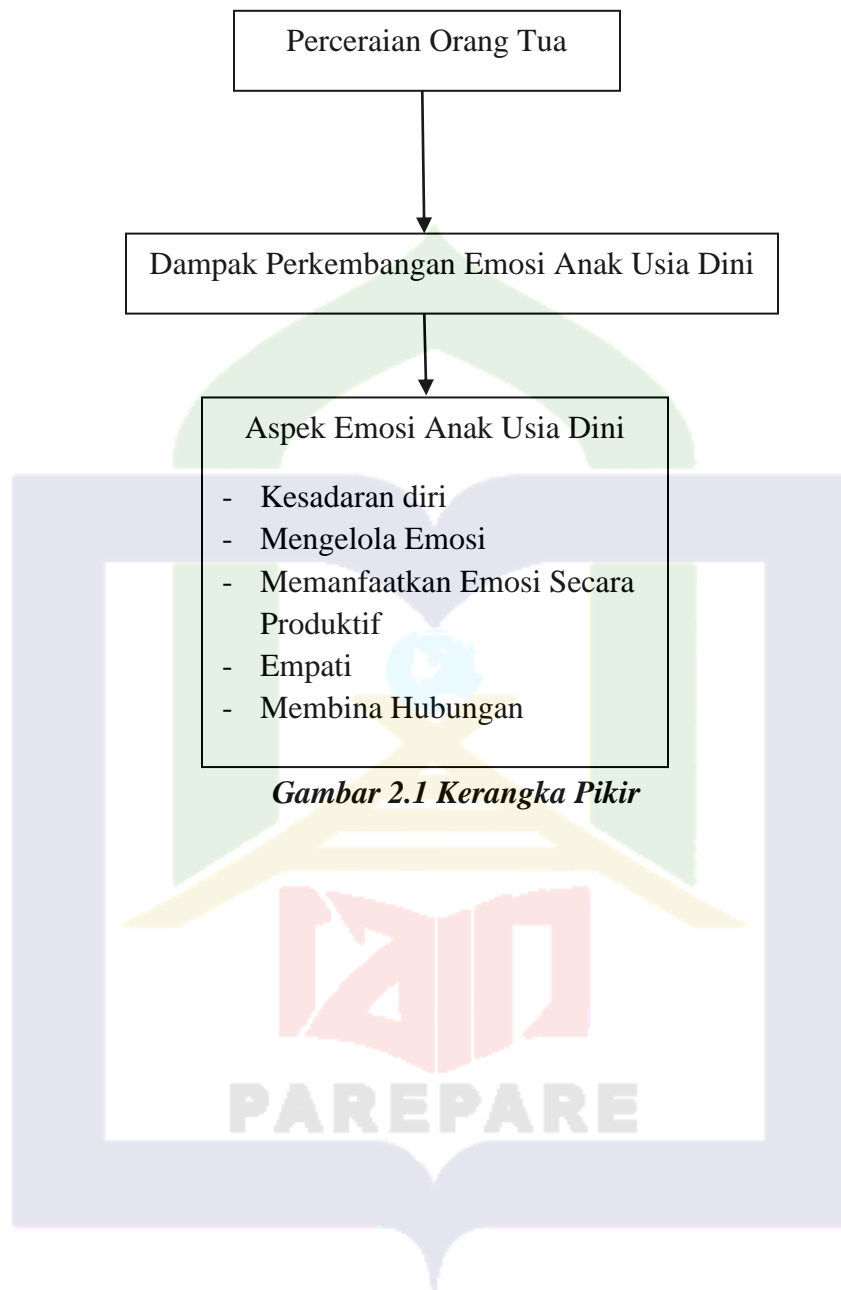 Perceraian Orang Tua
Dampak Perkembangan Emosi Anak Usia Dini
Aspek Emosi Anak Usia Dini
- Kesadaran diri
- Mengelola Emosi
- Memanfaatkan Emosi Secara
Produktif
- Empati
- Membina Hubungan
Gambar 2.1 Kerangka Pikir
iain
PAREPARE